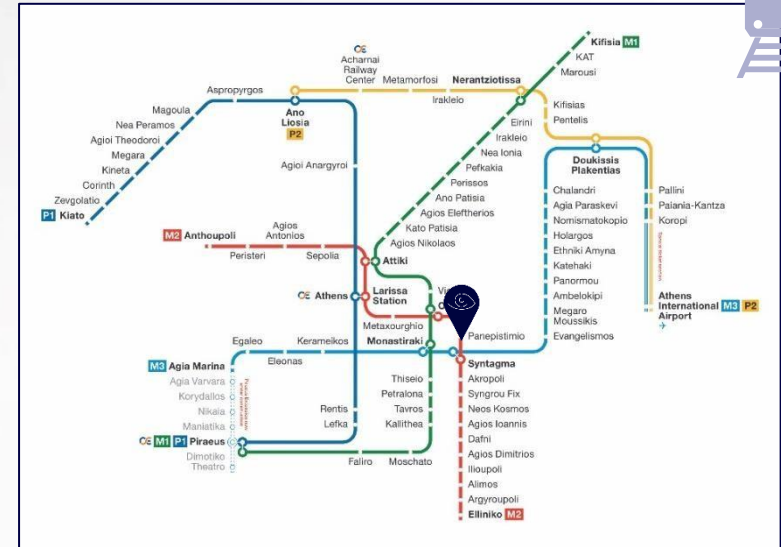 Kifisia M1
KAT
Marousi
Acharnai
Railway
Center
Metamorfosi
Nerantziotissa
Irakleio
Aspropyrgos
Magoula
Nea Peramos
Agioi Theodoroi
Megara
Kineta
Corinth
Zevgolatio
P1 Kiato
Ano
Liosia
P2
Agioi Anargyroi
Eirini
Irakleio
Nea Ionia
Pefkakia
Perissos
Ano Patisia
Agios Eleftherios
Kato Patisia
Agios Nikolaos
Kifisias
Pentelis
Doukissis
Plakentias
Chalandri
Agia Paraskevi
Nomismatokopio
Holargos
Ethniki Amyna
Katehaki
Panormou
Ambelokipi
Megaro
Moussikis
Evangelismos
Pallini
Paiania-Kantza
Koropi
Athens
International M3 P2
Airport
M2 Anthoupoli
Agios
Antonios
Peristeri
Sepolia
Attiki
Athens
Larissa
Station
Metaxourghio
Panepistimio
Egaleo
Kerameikos
Monastiraki
Eleonas
Syntagma
M3 Agia Marina
Agia Varvara
Korydallos
Nikaia
Maniatika
M1 P1 Piraeus
Dimotiko
Theatro
Rentis
Lefka
Thiseio
Petralona
Tavros
Kallithea
Faliro
Moschato
Akropoli
Syngrou Fix
Neos Kosmos
Agios Ioannis
Dafni
Agios Dimitrios
Ilioupoli
Alimos
Argyroupoli
Elliniko M2